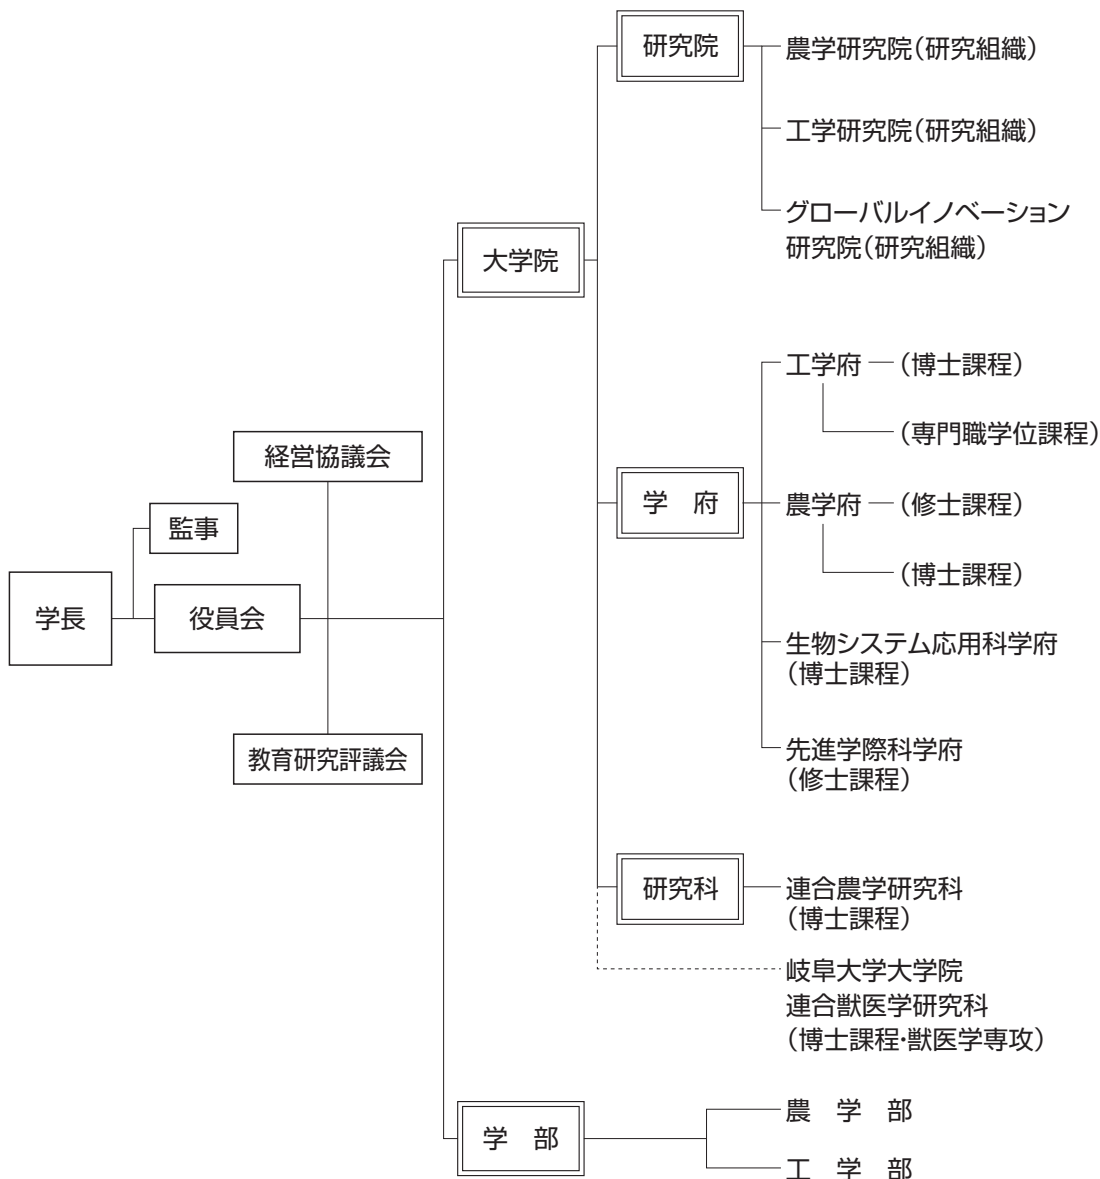 学長
監事
役員会
経営協議会
教育研究評議会
大学院
研究院
農学研究院(研究組織)
工学研究院(研究組織)
グローバルイノベーション
研究院(研究組織)
学　府
工学府
(博士課程)
(専門職学位課程)
農学府
(修士課程)
(博士課程)
生物システム応用科学府
(博士課程)
先進学際科学府
(修士課程)
研究科
連合農学研究科
(博士課程)
岐阜大学大学院
連合獣医学研究科
(博士課程・獣医学専攻)
学　部
農　学　部
工　学　部